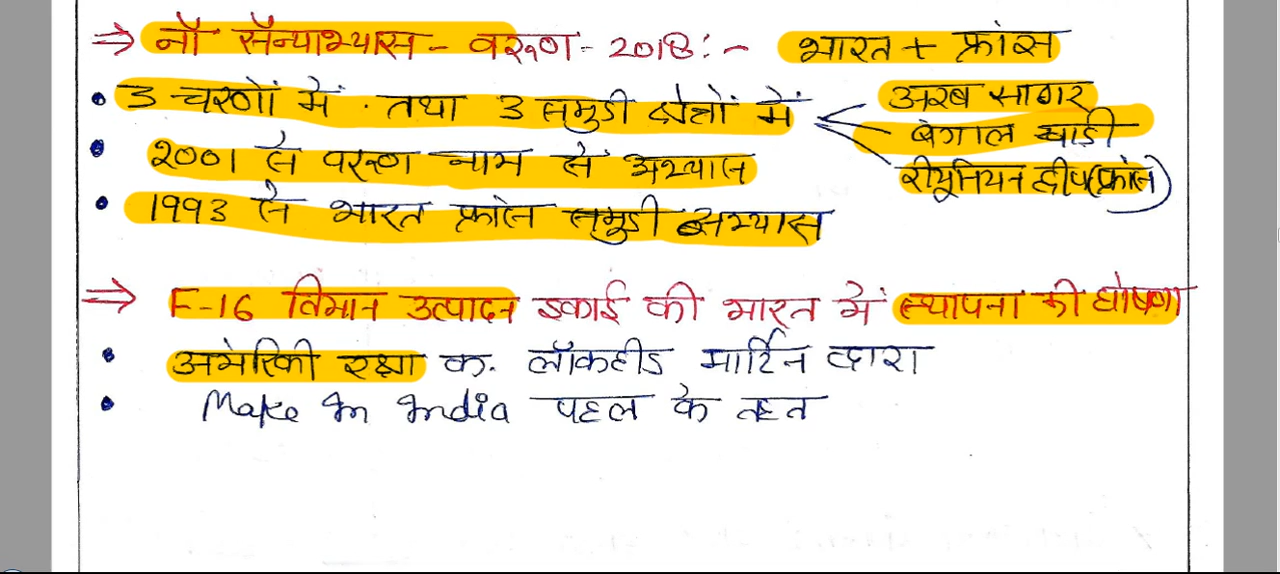 ⇒ नौ सैन्याभ्यास - वरुण - 2018 :- भारत + फ्रांस
• 3 चरणों में . तथा 3 समुद्री क्षेत्रों में < अरब सागर
बंगाल खाडी
रीयूनियन द्वीप (फ्रांस)
• 2001 से वरुण नाम से अभ्यास
• 1993 से भारत फ्रांस समुद्री अभ्यास
⇒ F-16 विमान उत्पादन इकाई की भारत में स्थापना की घोषणा
• अमेरिकी रक्षा क. लॉकहीड मार्टिन द्वारा
• Make In India पहल के तहत